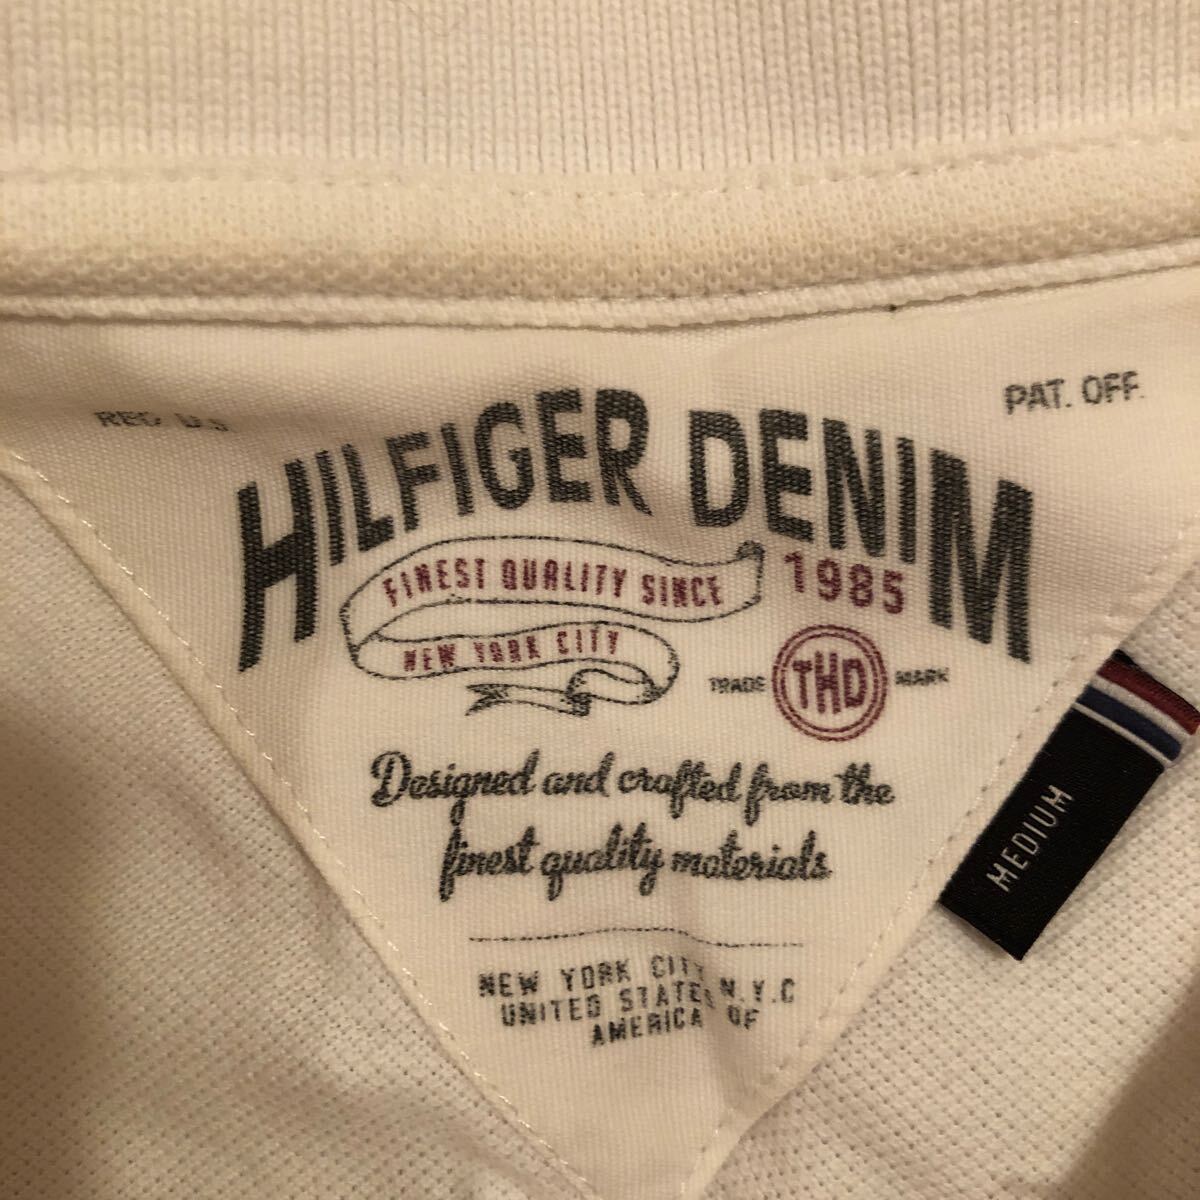 REG. U.S
PAT. OFF.
HILFIGER DENIM
FINEST QUALITY SINCE
1985
NEW YORK CITY
TRADE THD MARK
Designed and crafted from the
finest quality materials
MEDIUM
NEW YORK CITY N.Y.C
UNITED STATES OF
AMERICA